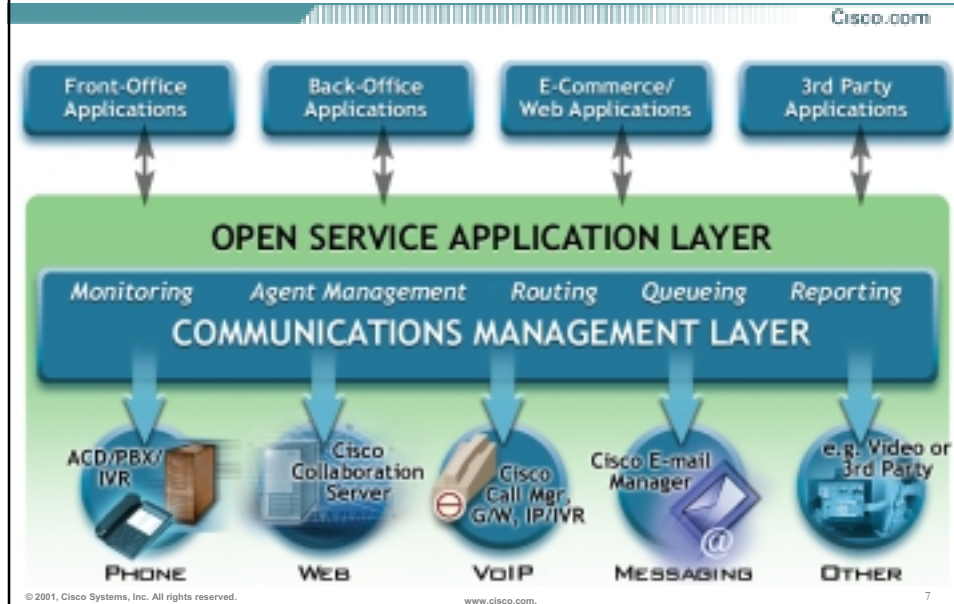 Cisco.com
Front-Office
Applications
Back-Office
Applications
E-Commerce/
Web Applications
3rd Party
Applications
OPEN SERVICE APPLICATION LAYER
Monitoring Agent Management Routing Queueing Reporting
COMMUNICATIONS MANAGEMENT LAYER
ACD/PBX/
IVR
Cisco
Collaboration
Server
Cisco
Call Mgr,
G/W, IP/IVR
Cisco E-mail
Manager
@
e.g. Video or
3rd Party
PHONE WEB VOIP MESSAGING OTHER
© 2001, Cisco Systems, Inc. All rights reserved. www.cisco.com. 7